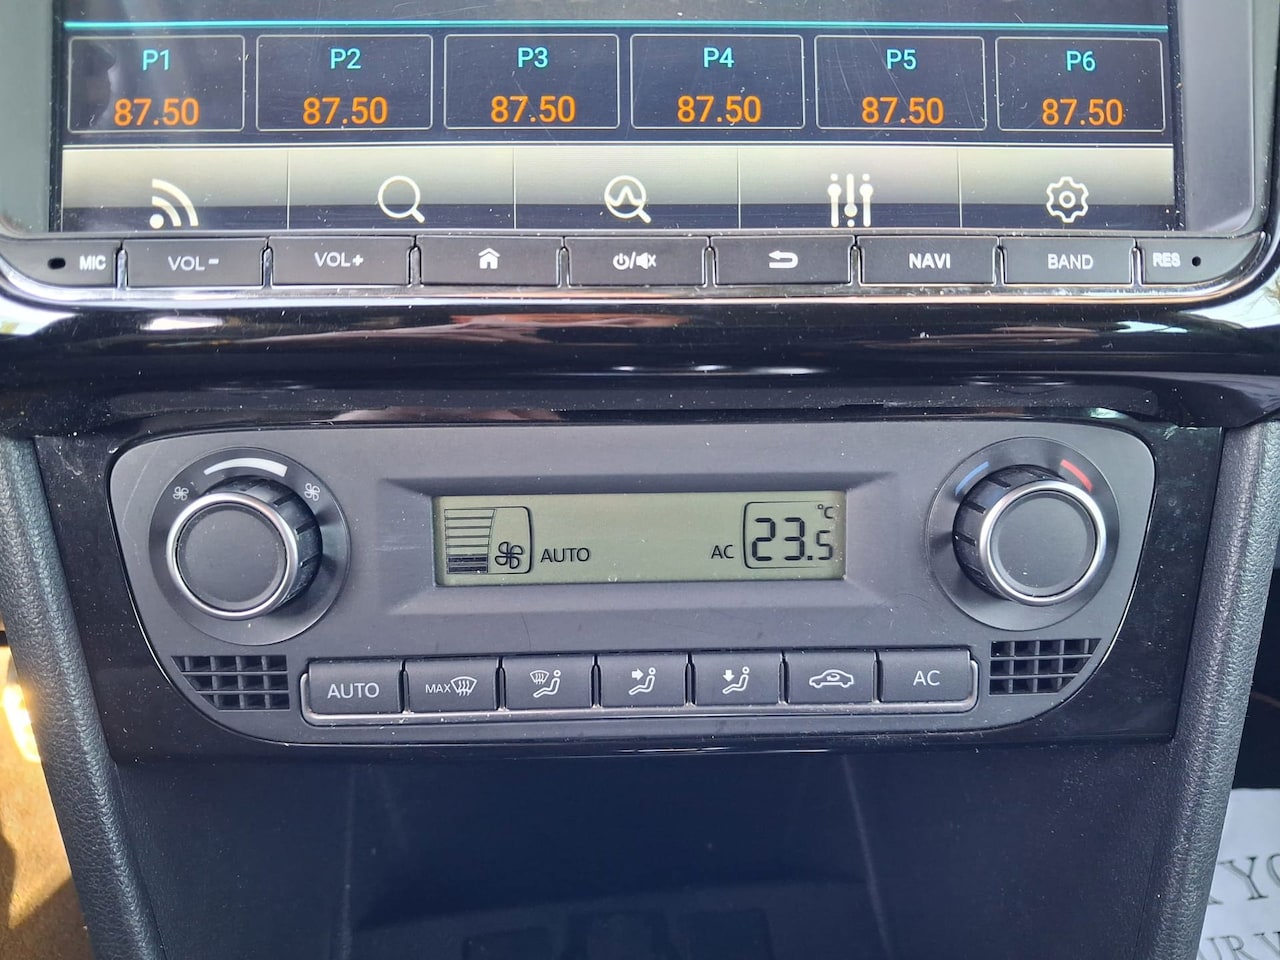 P1 P2 P3 P4 P5 P6
87.50 87.50 87.50 87.50 87.50 87.50
MIC VOL- VOL+ NAVI BAND RES
AUTO AC 23.5 °C
AUTO MAX AC